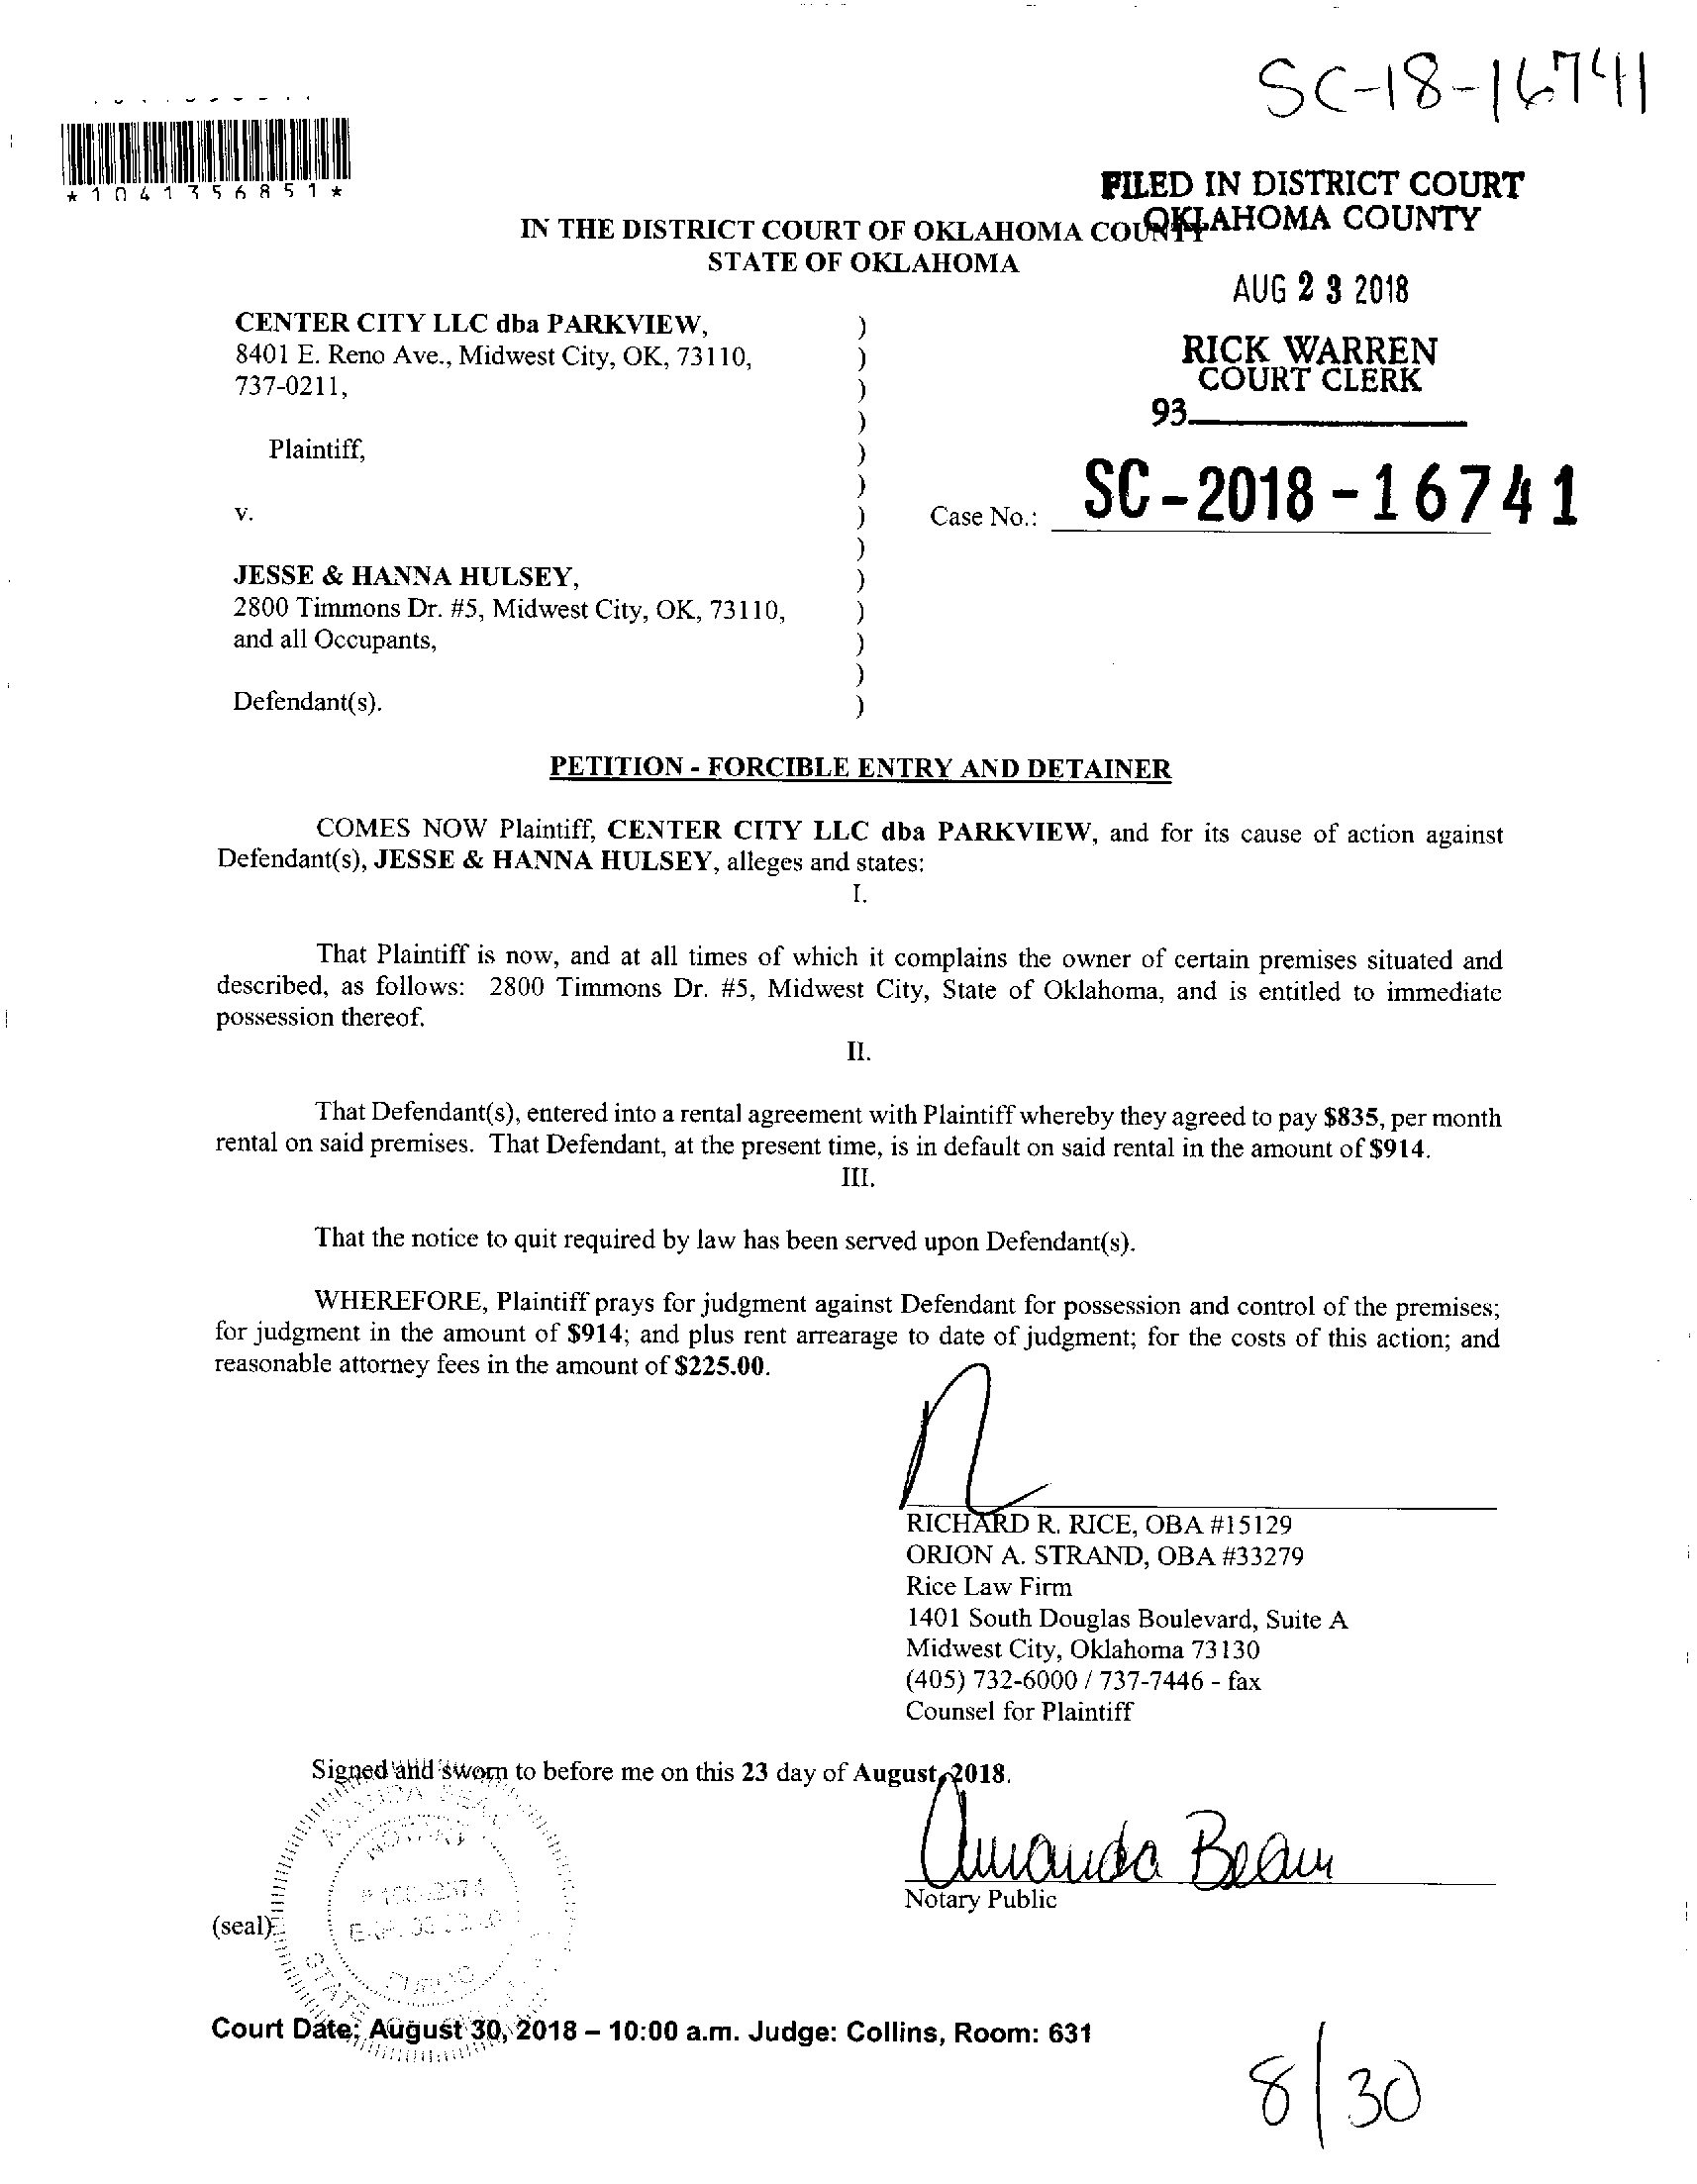 SC-18-16741
*1041356851*
FILED IN DISTRICT COURT
OKLAHOMA COUNTY
IN THE DISTRICT COURT OF OKLAHOMA COUNTY
STATE OF OKLAHOMA
AUG 23 2018
RICK WARREN
COURT CLERK
93
CENTER CITY LLC dba PARKVIEW, )
8401 E. Reno Ave., Midwest City, OK, 73110, )
737-0211, )
)
Plaintiff, )
)
v. ) Case No.: SC-2018-16741
)
JESSE & HANNA HULSEY, )
2800 Timmons Dr. #5, Midwest City, OK, 73110, )
and all Occupants, )
)
Defendant(s). )
PETITION - FORCIBLE ENTRY AND DETAINER
COMES NOW Plaintiff, CENTER CITY LLC dba PARKVIEW, and for its cause of action against
Defendant(s), JESSE & HANNA HULSEY, alleges and states:
I.
That Plaintiff is now, and at all times of which it complains the owner of certain premises situated and
described, as follows: 2800 Timmons Dr. #5, Midwest City, State of Oklahoma, and is entitled to immediate
possession thereof.
II.
That Defendant(s), entered into a rental agreement with Plaintiff whereby they agreed to pay $835, per month
rental on said premises. That Defendant, at the present time, is in default on said rental in the amount of $914.
III.
That the notice to quit required by law has been served upon Defendant(s).
WHEREFORE, Plaintiff prays for judgment against Defendant for possession and control of the premises;
for judgment in the amount of $914; and plus rent arrearage to date of judgment; for the costs of this action; and
reasonable attorney fees in the amount of $225.00.
RICHARD R. RICE, OBA #15129
ORION A. STRAND, OBA #33279
Rice Law Firm
1401 South Douglas Boulevard, Suite A
Midwest City, Oklahoma 73130
(405) 732-6000 / 737-7446 - fax
Counsel for Plaintiff
Signed and sworn to before me on this 23 day of August, 2018.
Amanda Beam
Notary Public
NOTARY
STATE
(seal)
Court Date: August 30, 2018 – 10:00 a.m. Judge: Collins, Room: 631
8/30